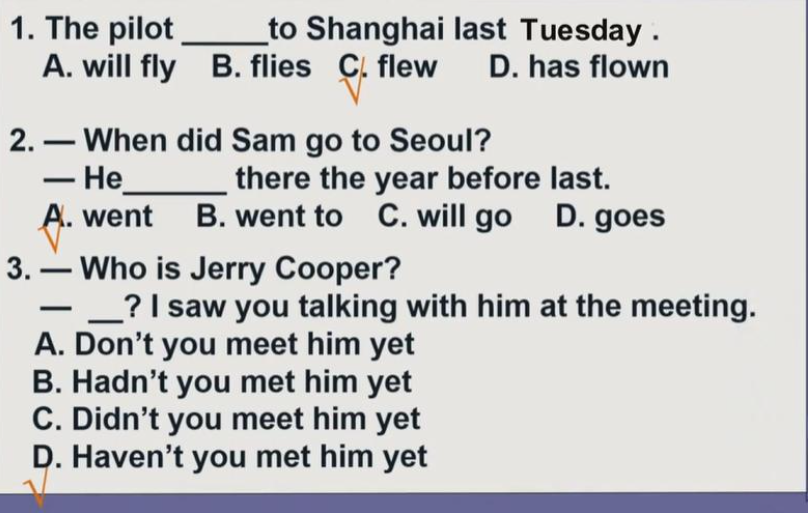 1. The pilot _____to Shanghai last Tuesday .
A. will fly B. flies C. flew D. has flown
2. — When did Sam go to Seoul?
— He______ there the year before last.
A. went B. went to C. will go D. goes
3. — Who is Jerry Cooper?
— __? I saw you talking with him at the meeting.
A. Don't you meet him yet
B. Hadn't you met him yet
C. Didn't you meet him yet
D. Haven't you met him yet